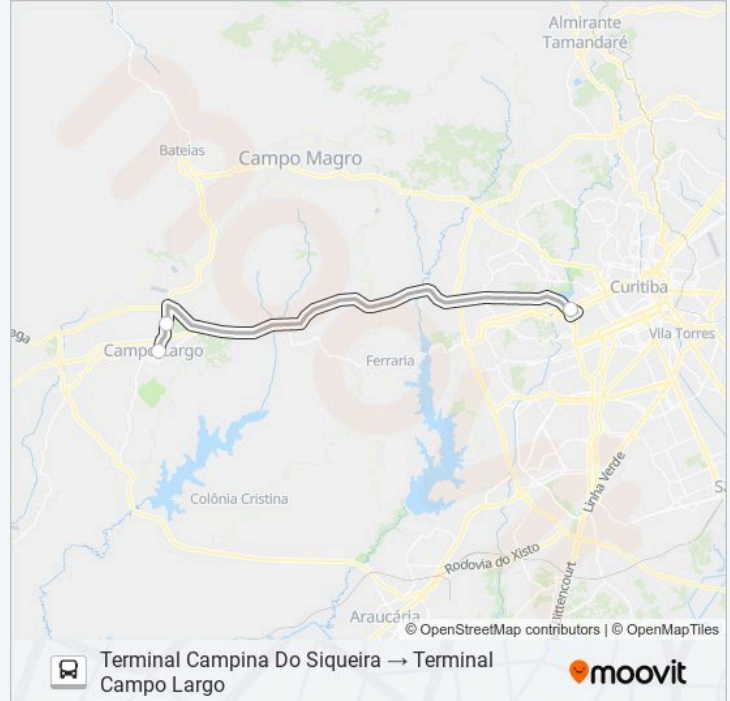 Almirante
Tamandaré
Bateias
Campo Magro
Curitiba
Vila Torres
Campo Largo
Ferraria
Colônia Cristina
Linha Verde
Rodovia do Xisto
ittencourt
Araucária
© OpenStreetMap contributors | © OpenMapTiles
Terminal Campina Do Siqueira → Terminal
Campo Largo
moovit